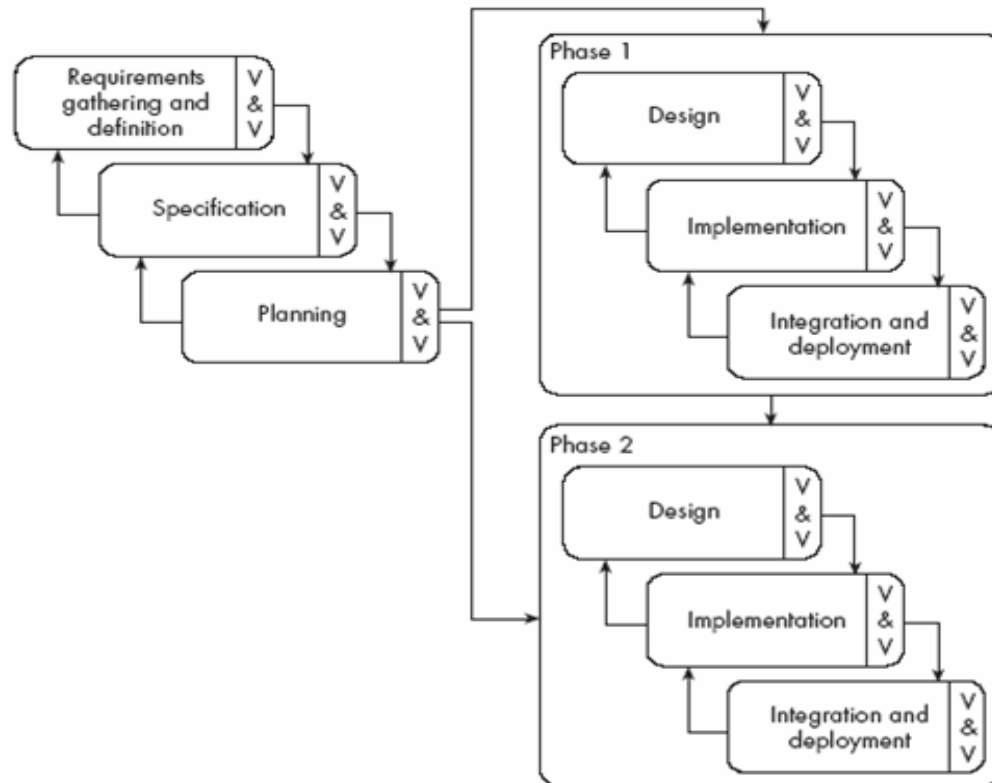 Requirements
gathering and
definition
V
&
V
Specification
V
&
V
Planning
V
&
V
Phase 1
Design
V
&
V
Implementation
V
&
V
Integration and
deployment
V
&
V
Phase 2
Design
V
&
V
Implementation
V
&
V
Integration and
deployment
V
&
V